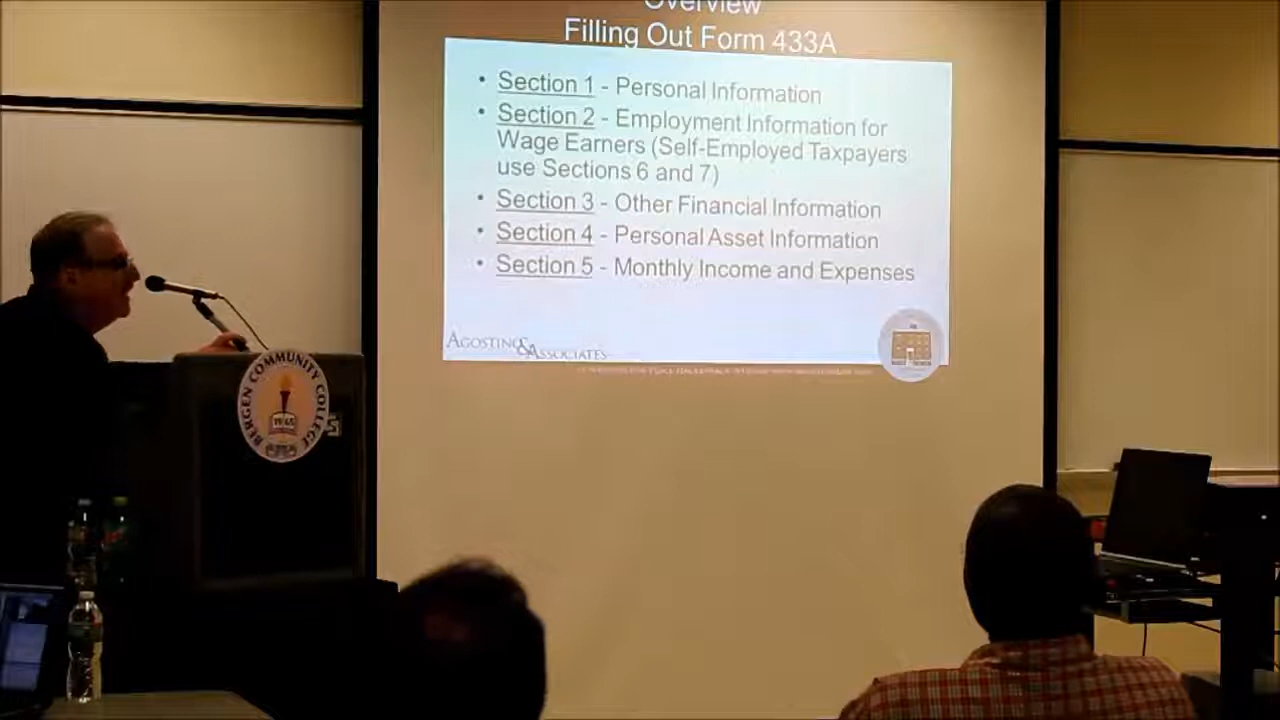 Overview
Filling Out Form 433A
• Section 1 - Personal Information
• Section 2 - Employment Information for
Wage Earners (Self-Employed Taxpayers
use Sections 6 and 7)
• Section 3 - Other Financial Information
• Section 4 - Personal Asset Information
• Section 5 - Monthly Income and Expenses
AGOSTINO & ASSOCIATES
BERGEN COMMUNITY COLLEGE
1965